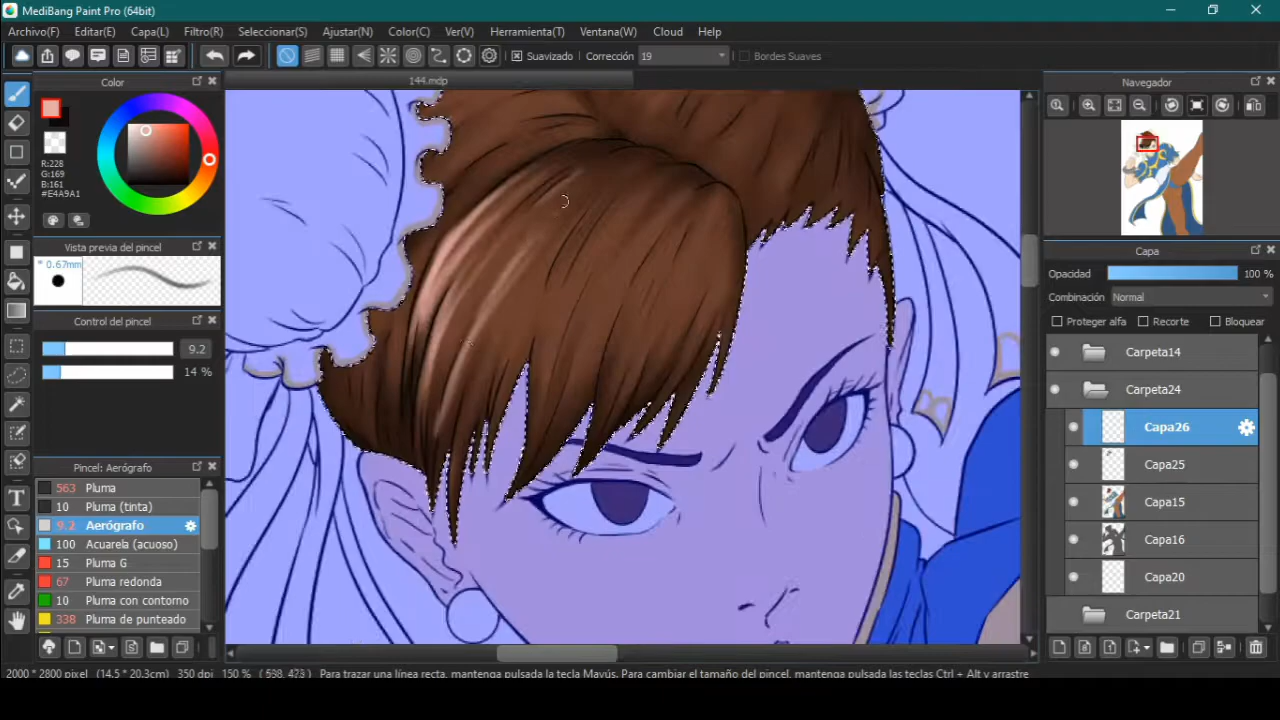 MediBang Paint Pro (64bit)
Archivo(F) Editar(E) Capa(L) Filtro(R) Seleccionar(S) Ajustar(N) Color(C) Ver(V) Herramienta(T) Ventana(W) Cloud Help
Suavizado Corrección 19 Bordes Suaves
Color
144.mdp
Navegador
R:228
G:169
B:161
#E4A9A1
Vista previa del pincel
* 0.67mm
Control del pincel
9.2
14 %
Pincel: Aerógrafo
563 Pluma
10 Pluma (tinta)
9.2 Aerógrafo
100 Acuarela (acuoso)
15 Pluma G
67 Pluma redonda
10 Pluma con contorno
338 Pluma de punteado
Capa
Opacidad 100 %
Combinación Normal
Proteger alfa Recorte Bloquear
Carpeta14
Carpeta24
Capa26
Capa25
Capa15
Capa16
Capa20
Carpeta21
2000 * 2800 pixel (14.5 * 20.3cm) 350 dpi 150 % ( 598, 473) Para trazar una línea recta, mantenga pulsada la tecla Mayús. Para cambiar el tamaño del pincel, mantenga pulsada las teclas Ctrl + Alt y arrastre